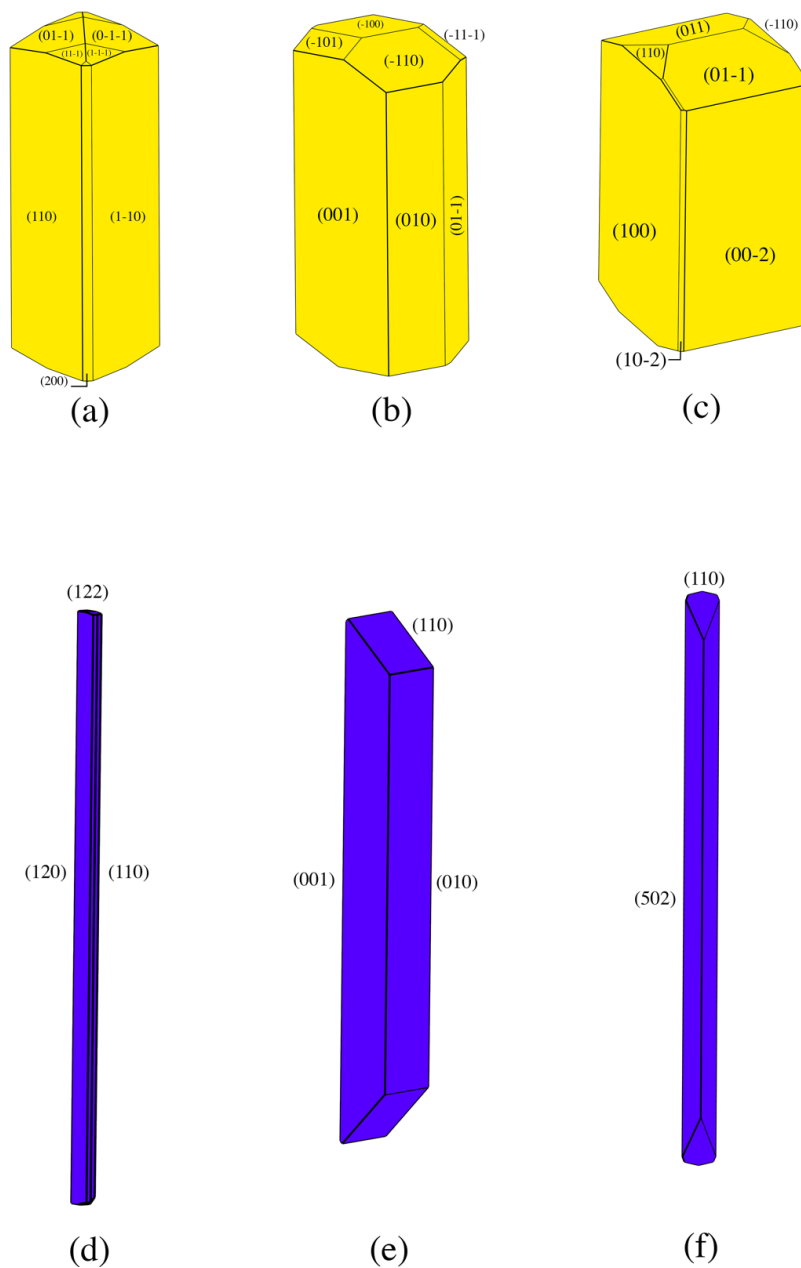 (01-1) (0-1-1)
(11-1) (1-1-1)
(110) (1-10)
(200)
(a)
(-100)
(-101) (-110) (-11-1)
(001) (010) (01-1)
(b)
(011) (-110)
(110) (01-1)
(100) (00-2)
(10-2)
(c)
(122)
(120) (110)
(d)
(110)
(001) (010)
(e)
(110)
(502)
(f)